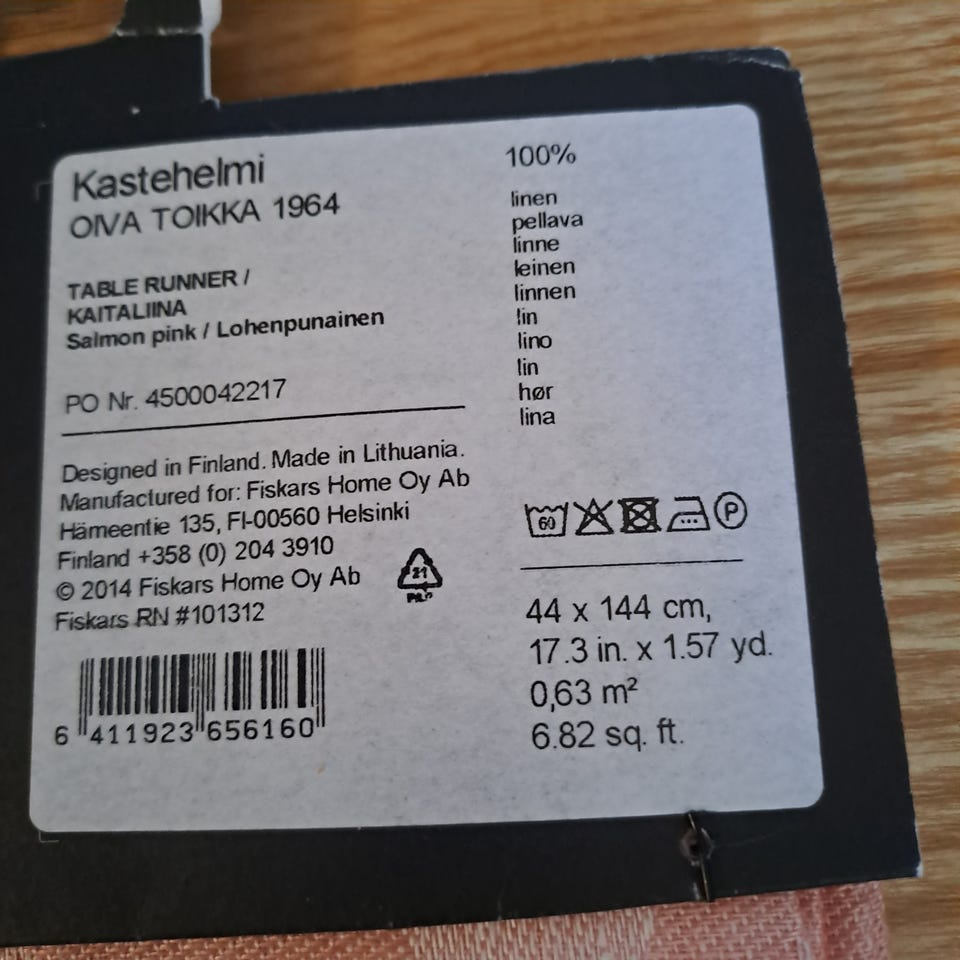 Kastehelmi
OIVA TOIKKA 1964
TABLE RUNNER /
KAITALIINA
Salmon pink / Lohenpunainen
PO Nr. 4500042217
Designed in Finland. Made in Lithuania.
Manufactured for: Fiskars Home Oy Ab
Hämeentie 135, FI-00560 Helsinki
Finland +358 (0) 204 3910
© 2014 Fiskars Home Oy Ab
Fiskars RN #101312
21
6 411923 656160
100%
linen
pellava
linne
leinen
linnen
lin
lino
lin
hør
lina
60 P
44 x 144 cm,
17.3 in. x 1.57 yd.
0,63 m²
6.82 sq. ft.